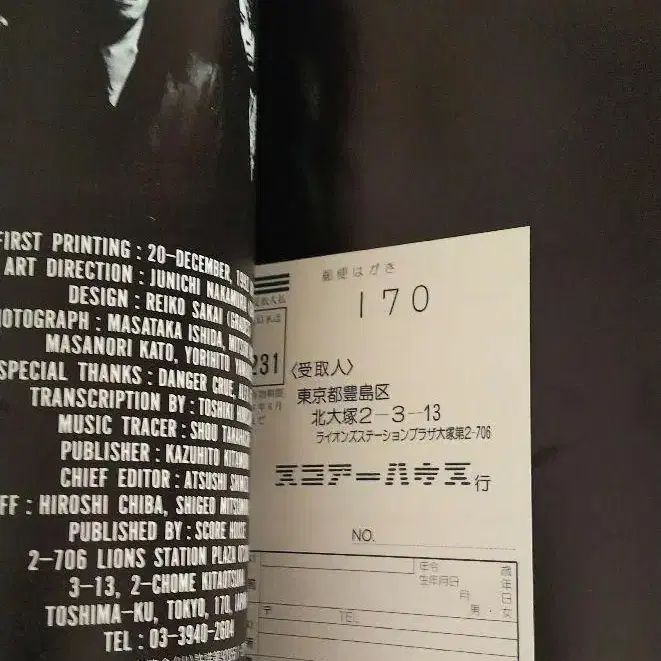 FIRST PRINTING : 20-DECEMBER,
ART DIRECTION : JUNICHI NAKAMURA
DESIGN : REIKO SAKAI
PHOTOGRAPH : MASATAKA ISHIDA,
MASANORI KATO, YORIHITO
SPECIAL THANKS : DANGER CRUE,
TRANSCRIPTION BY : TOSHIKI
MUSIC TRACER : SHOU
PUBLISHER : KAZUHITO
CHIEF EDITOR : ATSUSHI
FF : HIROSHI CHIBA, SHIGEO
PUBLISHED BY : SCORE HOUSE
2-706 LIONS STATION PLAZA
3-13, 2-CHOME KITAOTSUKA
TOSHIMA-KU, TOKYO, 170, JAPAN
TEL : 03-3940-2604
郵便はがき
170
231
〈受取人〉
東京都豊島区
北大塚2-3-13
ライオンズステーションプラザ大塚第2-706
スコアーハウス行
NO.
年令 歳
生年月日 年
月 日
男・女
〒 TEL